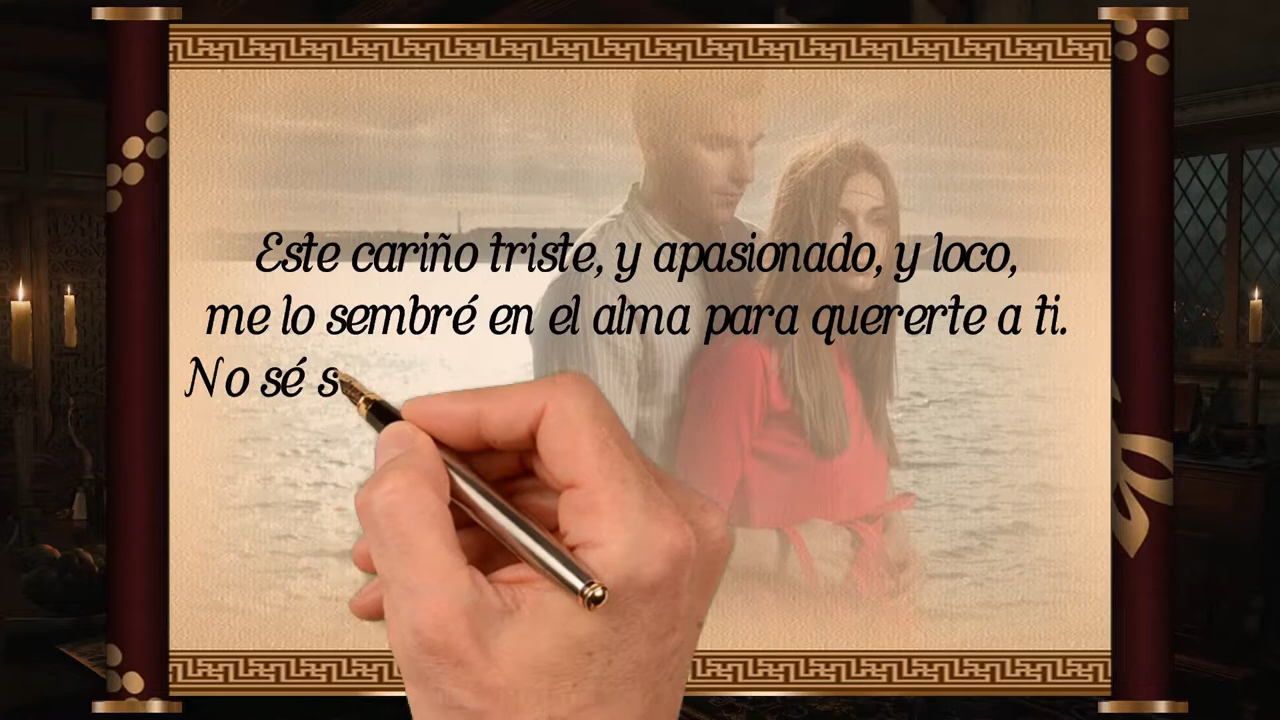 Este cariño triste, y apasionado, y loco,
me lo sembré en el alma para quererte a ti.
No sé s